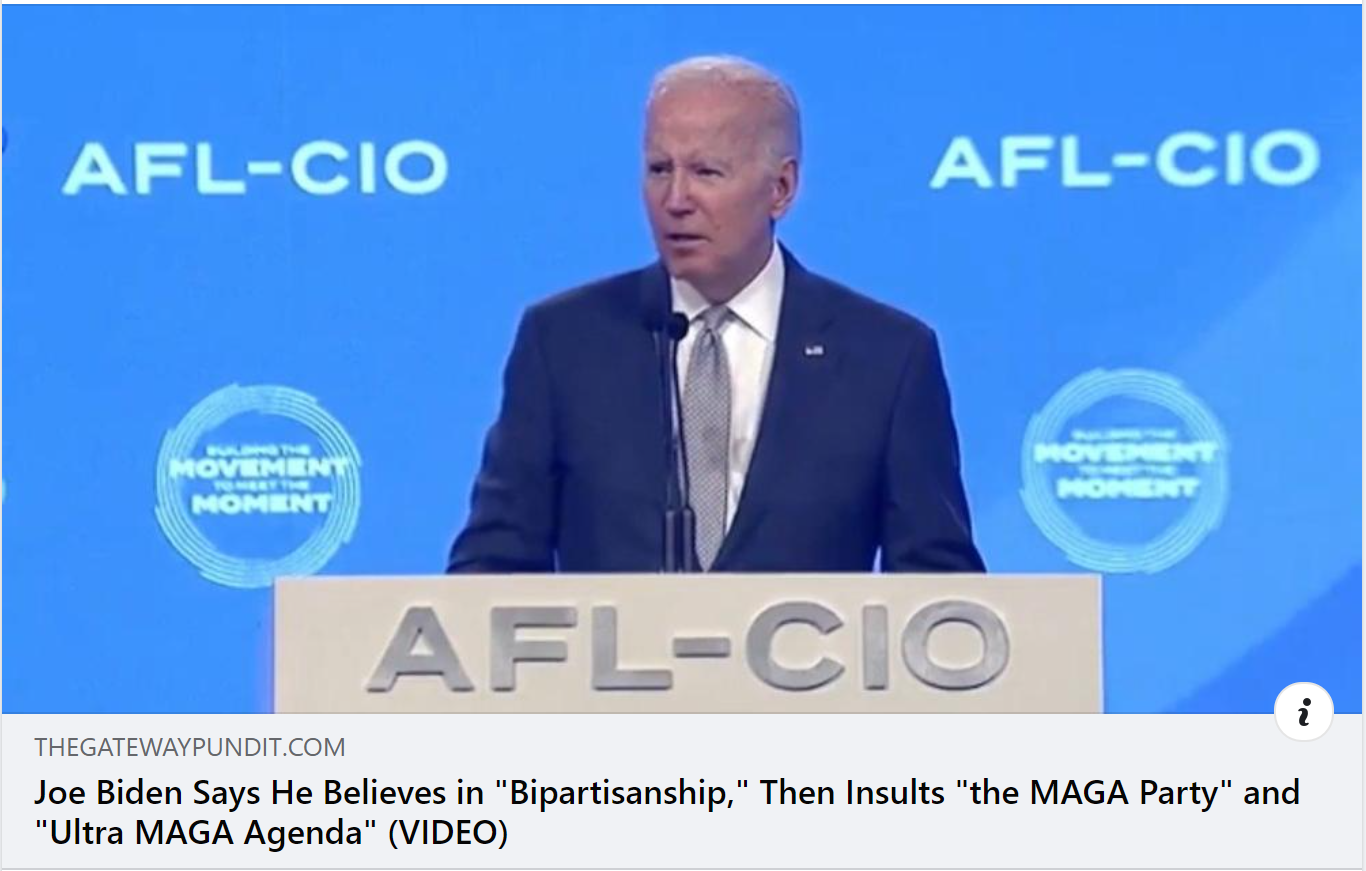 AFL-CIO
AFL-CIO
BUILDING THE
MOVEMENT
TO MEET THE
MOMENT
BUILDING THE
MOVEMENT
TO MEET THE
MOMENT
AFL-CIO
i
THEGATEWAYPUNDIT.COM
Joe Biden Says He Believes in "Bipartisanship," Then Insults "the MAGA Party" and
"Ultra MAGA Agenda" (VIDEO)